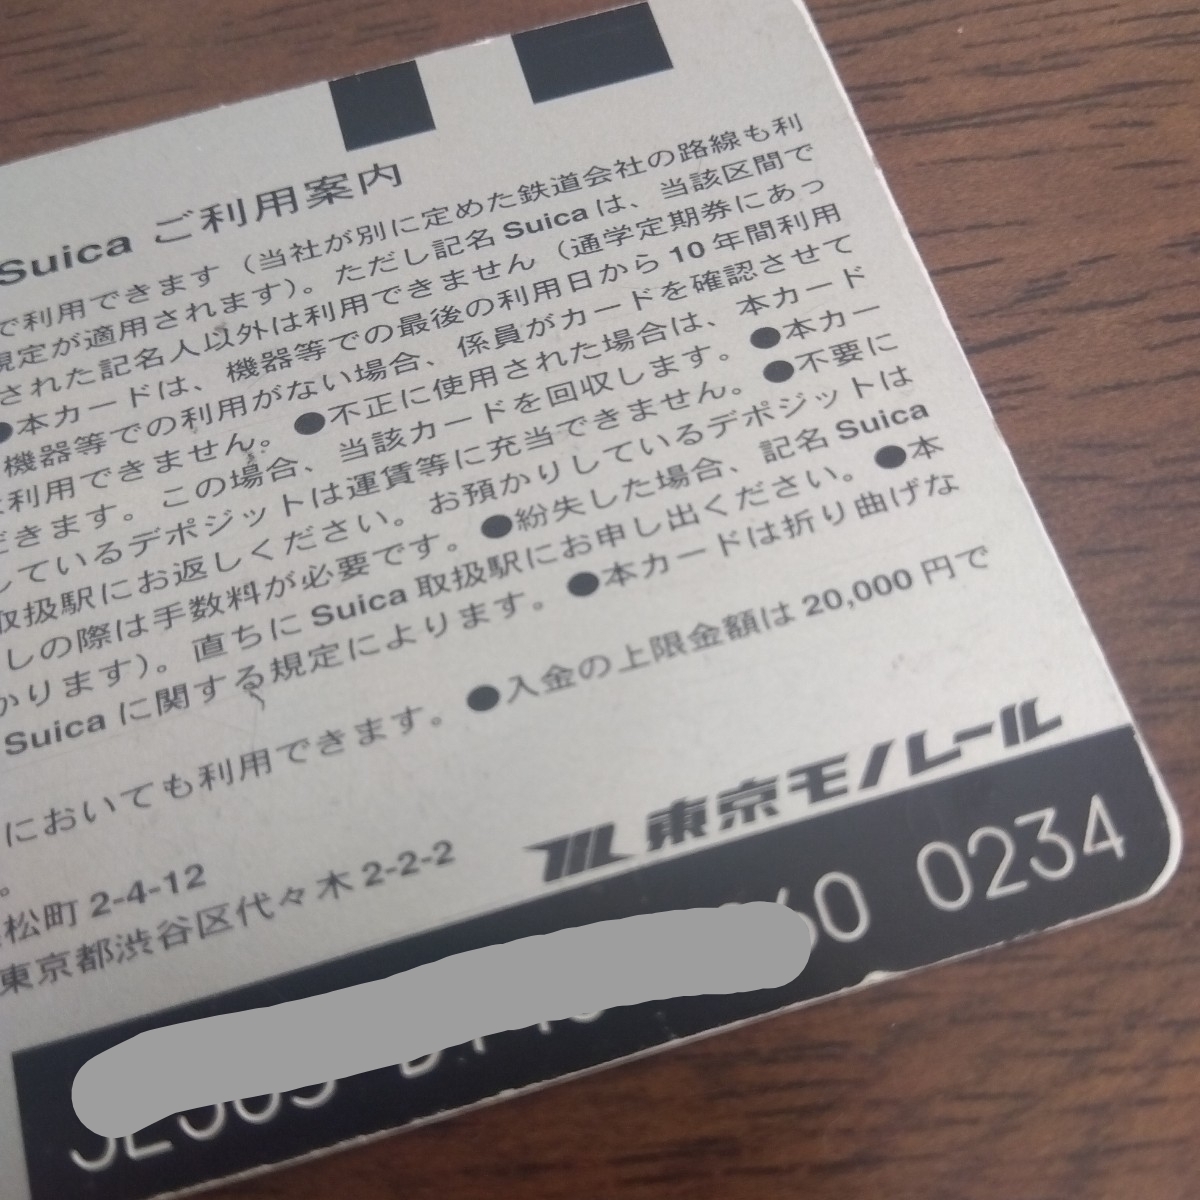 Suica ご利用案内
で利用できます（当社が別に定めた鉄道会社の路線も利
規定が適用されます）。ただし記名 Suica は、当該区間で
された記名人以外は利用できません（通学定期券にあっ
●本カードは、機器等での最後の利用日から 10 年間利用
機器等での利用がない場合、係員がカードを確認させて
利用できません。●不正に使用された場合は、本カード
だきます。この場合、当該カードを回収します。●本カー
しているデポジットは運賃等に充当できません。●不要に
取扱駅にお返しください。お預かりしているデポジットは
しの際は手数料が必要です。●紛失した場合、記名 Suica
かります）。直ちに Suica 取扱駅にお申し出ください。●本
Suica に関する規定によります。●本カードは折り曲げな
においても利用できます。●入金の上限金額は 20,000 円で
。
松町 2-4-12
東京都渋谷区代々木 2-2-2
東京モノレール
60 0234